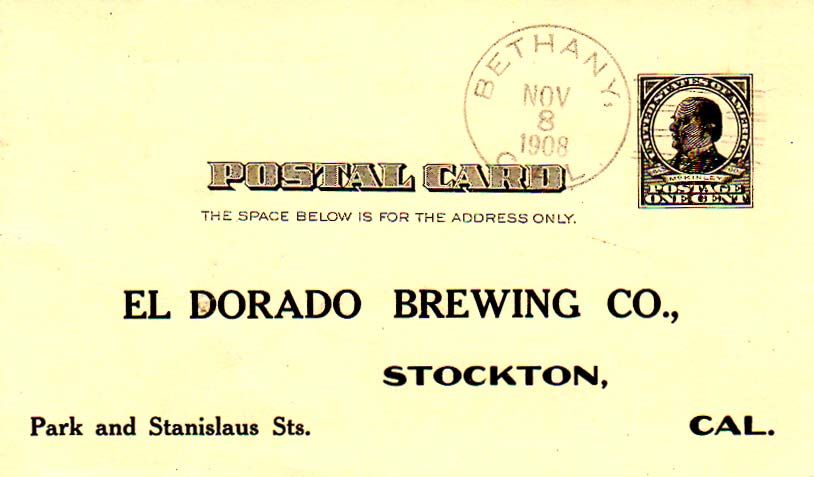 BETHANY,
NOV
8
1908
CAL.
UNITED STATES OF AMERICA
McKINLEY
POSTAGE
ONE CENT
POSTAL CARD
THE SPACE BELOW IS FOR THE ADDRESS ONLY.
EL DORADO BREWING CO.,
STOCKTON,
Park and Stanislaus Sts.
CAL.